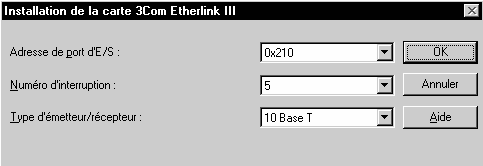 Installation de la carte 3Com Etherlink III
Adresse de port d'E/S : 0x210 OK
Numéro d'interruption : 5 Annuler
Type d'émetteur/récepteur : 10 Base T Aide